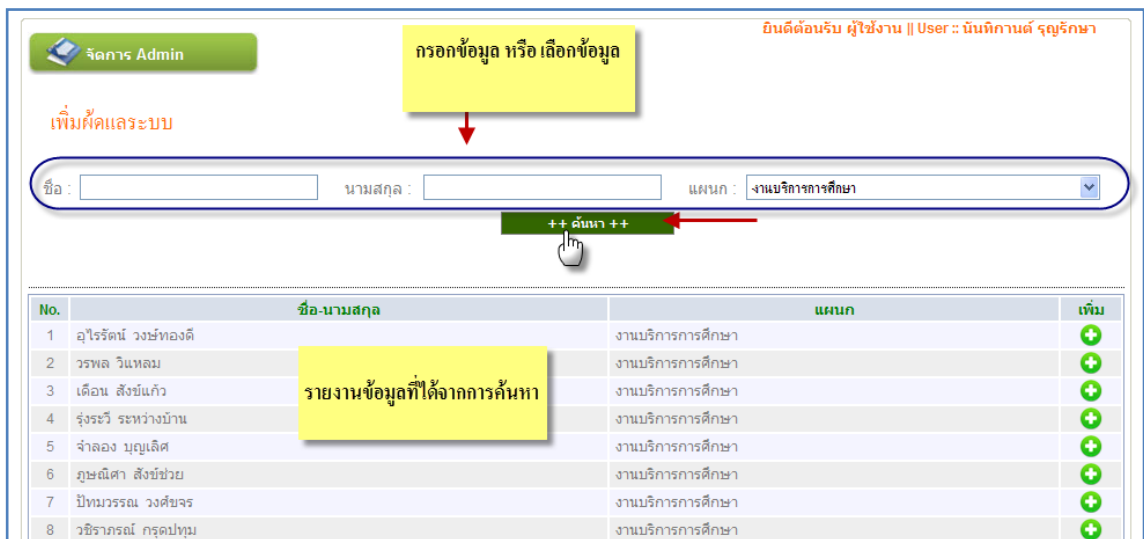 ยินดีต้อนรับ ผู้ใช้งาน || User :: นันทิกานต์ รุญรักษา
จัดการ Admin
กรอกข้อมูล หรือ เลือกข้อมูล
เพิ่มผู้ดูแลระบบ
ชื่อ : นามสกุล : แผนก : งานบริการการศึกษา
++ ค้นหา ++
No. ชื่อ-นามสกุล แผนก เพิ่ม
1 อุไรรัตน์ วงษ์ทองดี งานบริการการศึกษา
2 วรพล วิแหลม งานบริการการศึกษา
3 เดือน สังข์แก้ว งานบริการการศึกษา
รายงานข้อมูลที่ได้จากการค้นหา
4 รุ่งระวี ระหว่างบ้าน งานบริการการศึกษา
5 จำลอง บุญเลิศ งานบริการการศึกษา
6 ภูษณิศา สังข์ช่วย งานบริการการศึกษา
7 ปัทมวรรณ วงศ์ขจร งานบริการการศึกษา
8 วชิราภรณ์ กรุดปทุม งานบริการการศึกษา